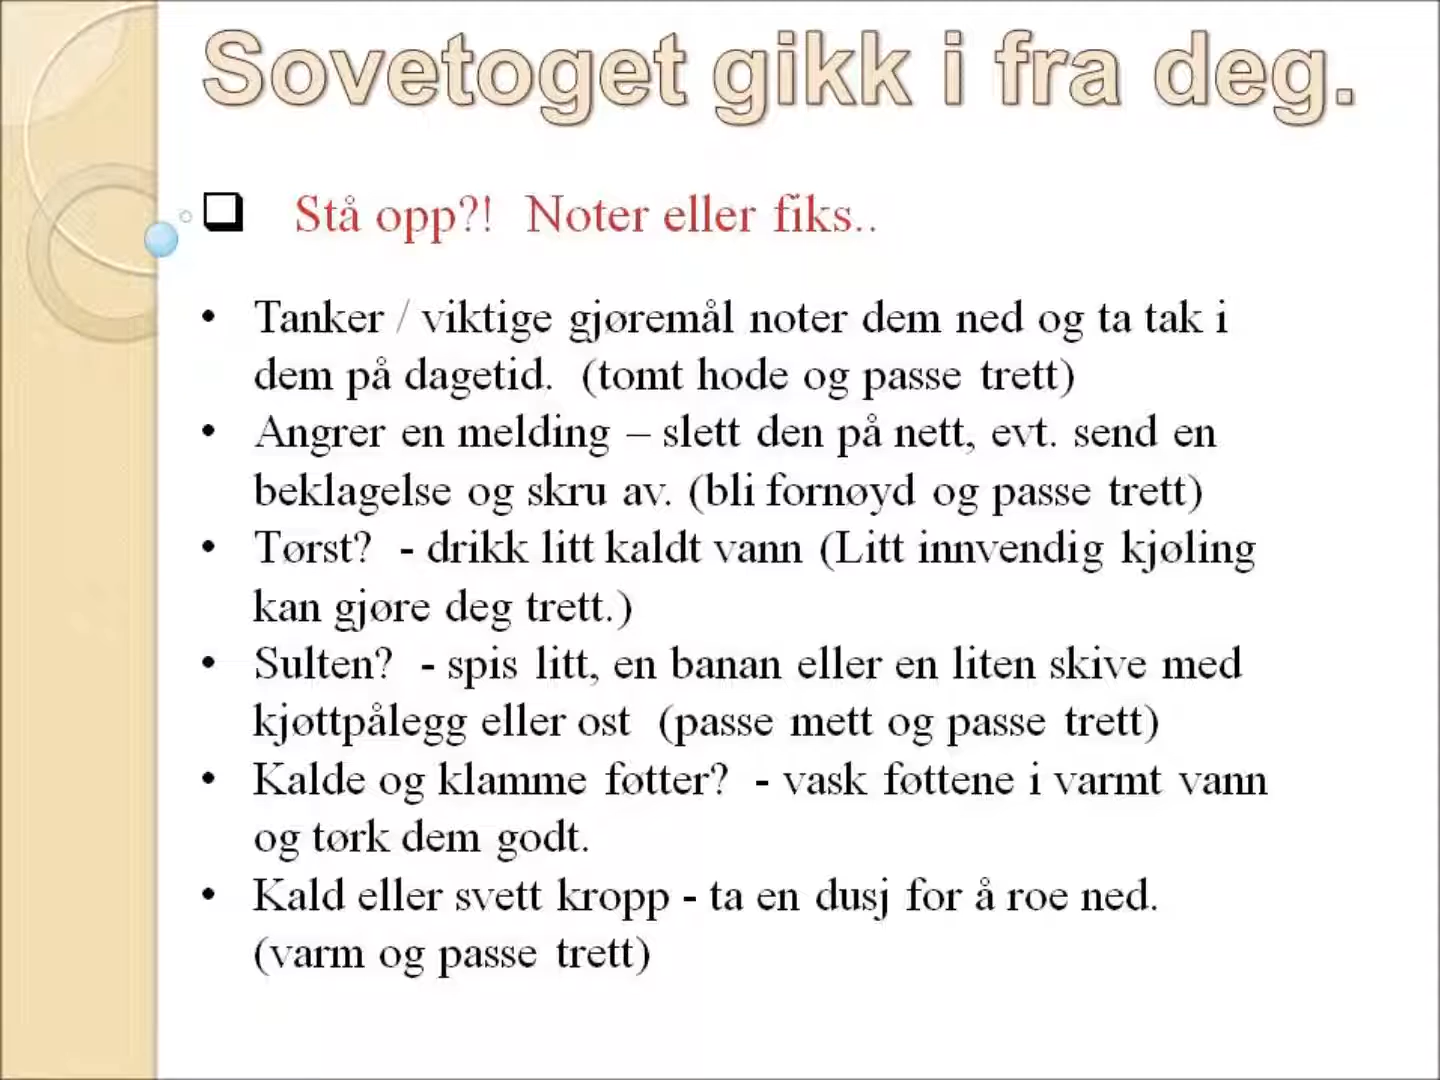 Sovetoget gikk i fra deg.
Stå opp?! Noter eller fiks..
• Tanker / viktige gjøremål noter dem ned og ta tak i
dem på dagetid. (tomt hode og passe trett)
• Angrer en melding – slett den på nett, evt. send en
beklagelse og skru av. (bli fornøyd og passe trett)
• Tørst? - drikk litt kaldt vann (Litt innvendig kjøling
kan gjøre deg trett.)
• Sulten? - spis litt, en banan eller en liten skive med
kjøttpålegg eller ost (passe mett og passe trett)
• Kalde og klamme føtter? - vask føttene i varmt vann
og tørk dem godt.
• Kald eller svett kropp - ta en dusj for å roe ned.
(varm og passe trett)